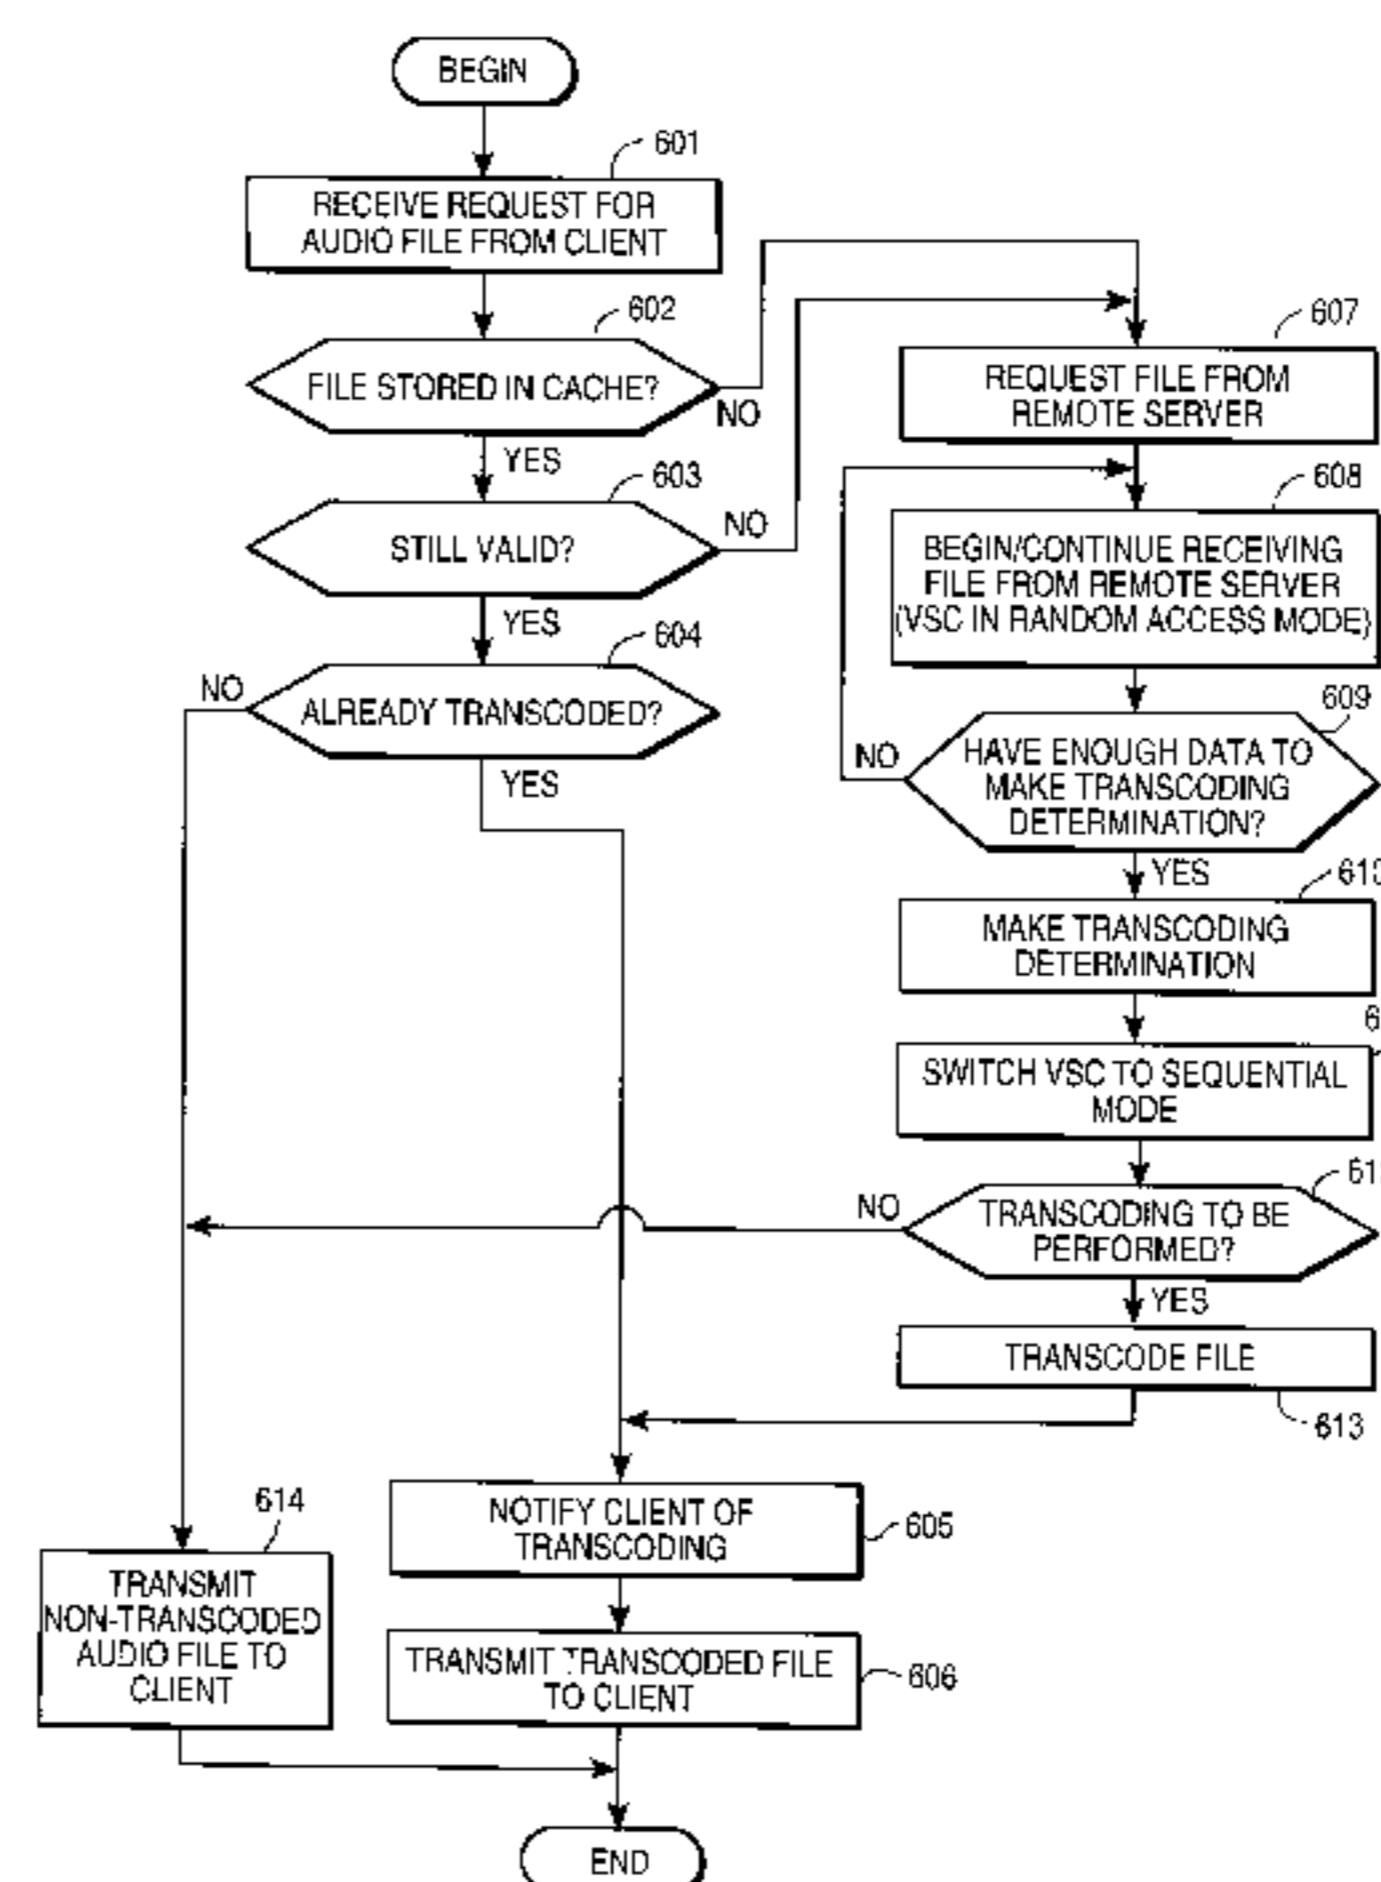 BEGIN
601
RECEIVE REQUEST FOR
AUDIO FILE FROM CLIENT
602
FILE STORED IN CACHE?
NO
YES
603
STILL VALID?
NO
YES
604
NO
ALREADY TRANSCODED?
YES
607
REQUEST FILE FROM
REMOTE SERVER
608
BEGIN/CONTINUE RECEIVING
FILE FROM REMOTE SERVER
(VSC IN RANDOM ACCESS MODE)
609
NO
HAVE ENOUGH DATA TO
MAKE TRANSCODING
DETERMINATION?
YES
MAKE TRANSCODING
DETERMINATION
SWITCH VSC TO SEQUENTIAL
MODE
NO
TRANSCODING TO BE
PERFORMED?
YES
TRANSCODE FILE
613
NOTIFY CLIENT OF
TRANSCODING
605
614
TRANSMIT
NON-TRANSCODED
AUDIO FILE TO
CLIENT
TRANSMIT TRANSCODED FILE
TO CLIENT
606
END